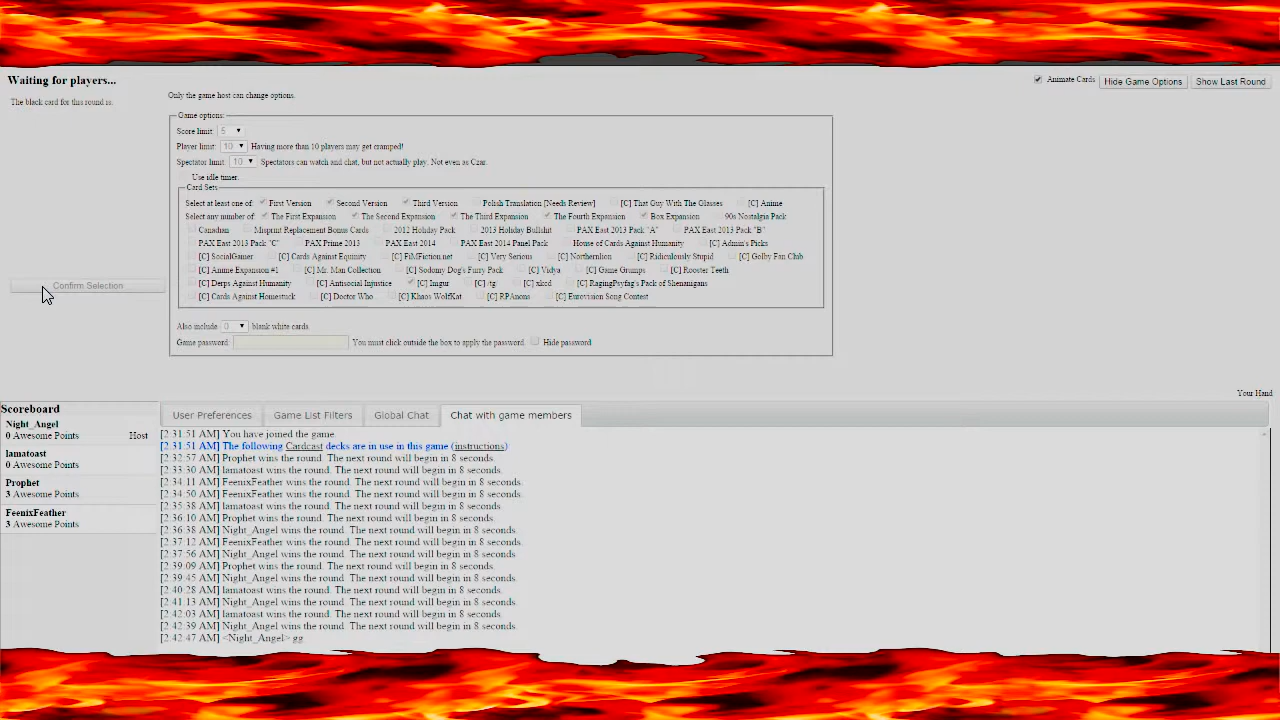 Waiting for players...
Animate Cards Hide Game Options Show Last Round
The black card for this round is:
Only the game host can change options.
Game options:
Score limit: 5
Player limit: 10 Having more than 10 players may get cramped!
Spectator limit: 10 Spectators can watch and chat, but not actually play. Not even as Czar.
Use idle timer.
Card Sets
Select at least one of: First Version Second Version Third Version Polish Translation [Needs Review] [C] That Guy With The Glasses [C] Anime
Select any number of: The First Expansion The Second Expansion The Third Expansion The Fourth Expansion Box Expansion 90s Nostalgia Pack
Canadian Misprint Replacement Bonus Cards 2012 Holiday Pack 2013 Holiday Bullshit PAX East 2013 Pack "A" PAX East 2013 Pack "B"
PAX East 2013 Pack "C" PAX Prime 2013 PAX East 2014 PAX East 2014 Panel Pack House of Cards Against Humanity [C] Admin's Picks
[C] SocialGamer [C] Cards Against Equinity [C] FiMFiction.net [C] Very Serious [C] Northernlion [C] Ridiculously Stupid [C] Golby Fan Club
[C] Anime Expansion #1 [C] Mr. Man Collection [C] Sodomy Dog's Furry Pack [C] Vidya [C] Game Grumps [C] Rooster Teeth
[C] Derps Against Humanity [C] Antisocial Injustice [C] Imgur [C] /tg/ [C] xkcd [C] RagingPsyfag's Pack of Shenanigans
[C] Cards Against Homestuck [C] Doctor Who [C] Khaos WolfKat [C] RPAnons [C] Eurovision Song Contest
Confirm Selection
Also include 0 blank white cards.
Game password: You must click outside the box to apply the password. Hide password
Your Hand
Scoreboard
Night_Angel
0 Awesome Points Host
Iamatoast
0 Awesome Points
Prophet
3 Awesome Points
FeenixFeather
3 Awesome Points
User Preferences Game List Filters Global Chat Chat with game members
[2:31:51 AM] You have joined the game.
[2:31:51 AM] The following Cardcast decks are in use in this game (instructions)
[2:32:57 AM] Prophet wins the round. The next round will begin in 8 seconds.
[2:33:30 AM] Iamatoast wins the round. The next round will begin in 8 seconds.
[2:34:11 AM] FeenixFeather wins the round. The next round will begin in 8 seconds.
[2:34:50 AM] FeenixFeather wins the round. The next round will begin in 8 seconds.
[2:35:38 AM] Iamatoast wins the round. The next round will begin in 8 seconds.
[2:36:10 AM] Prophet wins the round. The next round will begin in 8 seconds.
[2:36:38 AM] Night_Angel wins the round. The next round will begin in 8 seconds.
[2:37:12 AM] FeenixFeather wins the round. The next round will begin in 8 seconds.
[2:37:56 AM] Night_Angel wins the round. The next round will begin in 8 seconds.
[2:39:09 AM] Prophet wins the round. The next round will begin in 8 seconds.
[2:39:45 AM] Night_Angel wins the round. The next round will begin in 8 seconds.
[2:40:28 AM] Iamatoast wins the round. The next round will begin in 8 seconds.
[2:41:13 AM] Night_Angel wins the round. The next round will begin in 8 seconds.
[2:42:03 AM] Iamatoast wins the round. The next round will begin in 8 seconds.
[2:42:39 AM] Night_Angel wins the round. The next round will begin in 8 seconds.
[2:42:47 AM] <Night_Angel> gg